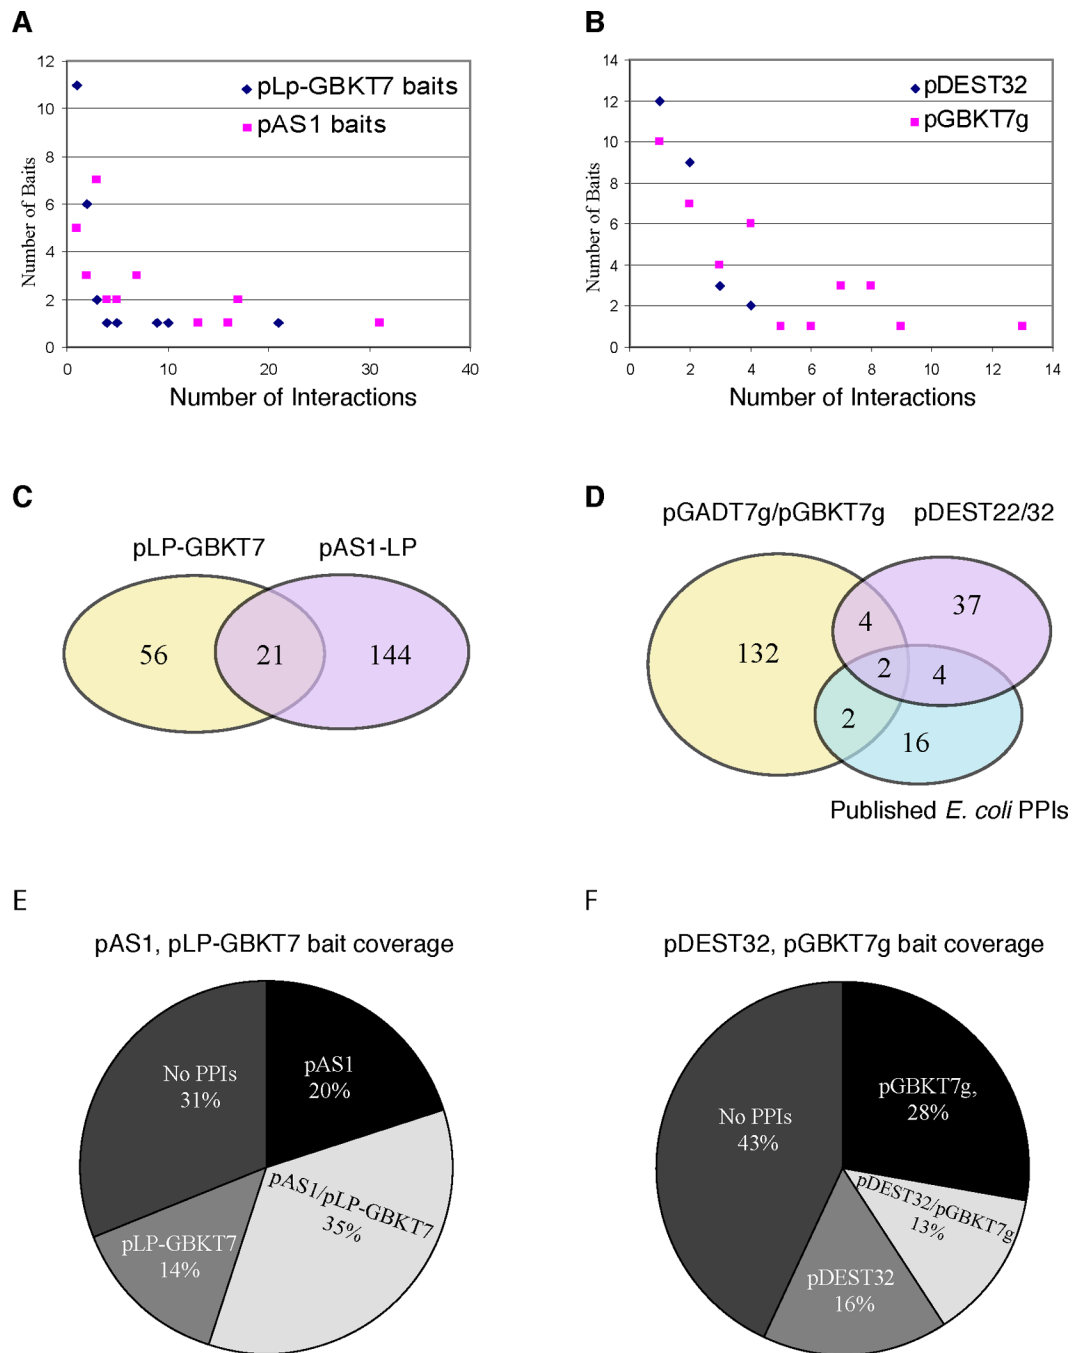 A
12
10
8
6
4
2
0
0 10 20 30 40
Number of Baits
Number of Interactions
pLp-GBKT7 baits
pAS1 baits
B
14
12
10
8
6
4
2
0
0 2 4 6 8 10 12 14
Number of Baits
Number of Interactions
pDEST32
pGBKT7g
C
pLP-GBKT7 pAS1-LP
56 21 144
D
pGADT7g/pGBKT7g pDEST22/32
4 37
132 2 4
2 16
Published E. coli PPIs
E
pAS1, pLP-GBKT7 bait coverage
No PPIs
31%
pAS1
20%
pAS1/pLP-GBKT7
35%
pLP-GBKT7
14%
F
pDEST32, pGBKT7g bait coverage
No PPIs
43%
pGBKT7g,
28%
pDEST32/pGBKT7g
13%
pDEST32
16%